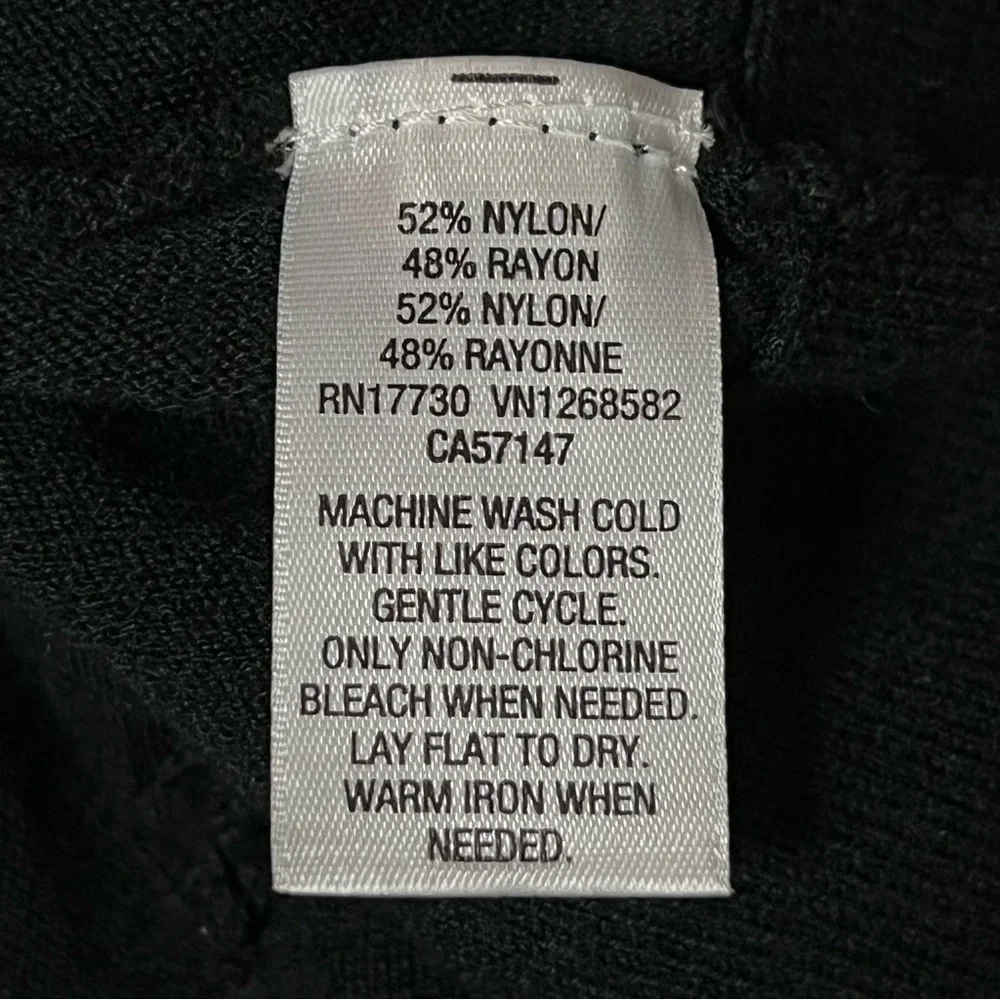 52% NYLON/
48% RAYON
52% NYLON/
48% RAYONNE
RN17730 VN1268582
CA57147
MACHINE WASH COLD
WITH LIKE COLORS.
GENTLE CYCLE.
ONLY NON-CHLORINE
BLEACH WHEN NEEDED.
LAY FLAT TO DRY.
WARM IRON WHEN
NEEDED.